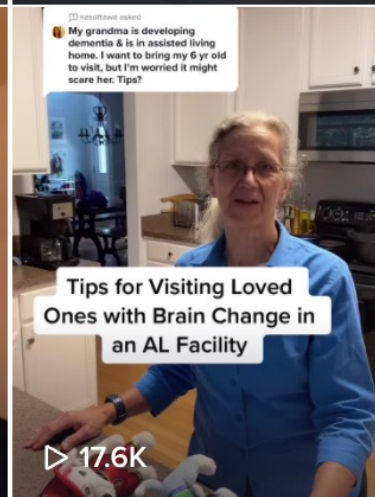 nasottawa asked
My grandma is developing
dementia & is in assisted living
home. I want to bring my 6 yr old
to visit, but I'm worried it might
scare her. Tips?
Tips for Visiting Loved
Ones with Brain Change in
an AL Facility
17.6K